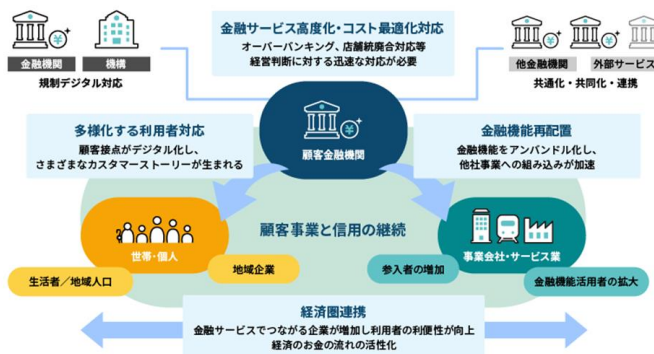 金融サービス高度化・コスト最適化対応
オーバーバンキング、店舗統廃合対応等
経営判断に対する迅速な対応が必要
金融機関
機構
規制デジタル対応
他金融機関
外部サービス
共通化・共同化・連携
多様化する利用者対応
顧客接点がデジタル化し、
さまざまなカスタマーストーリーが生まれる
顧客金融機関
金融機能再配置
金融機能をアンバンドル化し、
他社事業への組み込みが加速
顧客事業と信用の継続
世帯・個人
生活者／地域人口
地域企業
事業会社・サービス業
参入者の増加
金融機能活用者の拡大
経済圏連携
金融サービスでつながる企業が増加し利用者の利便性が向上
経済のお金の流れの活性化